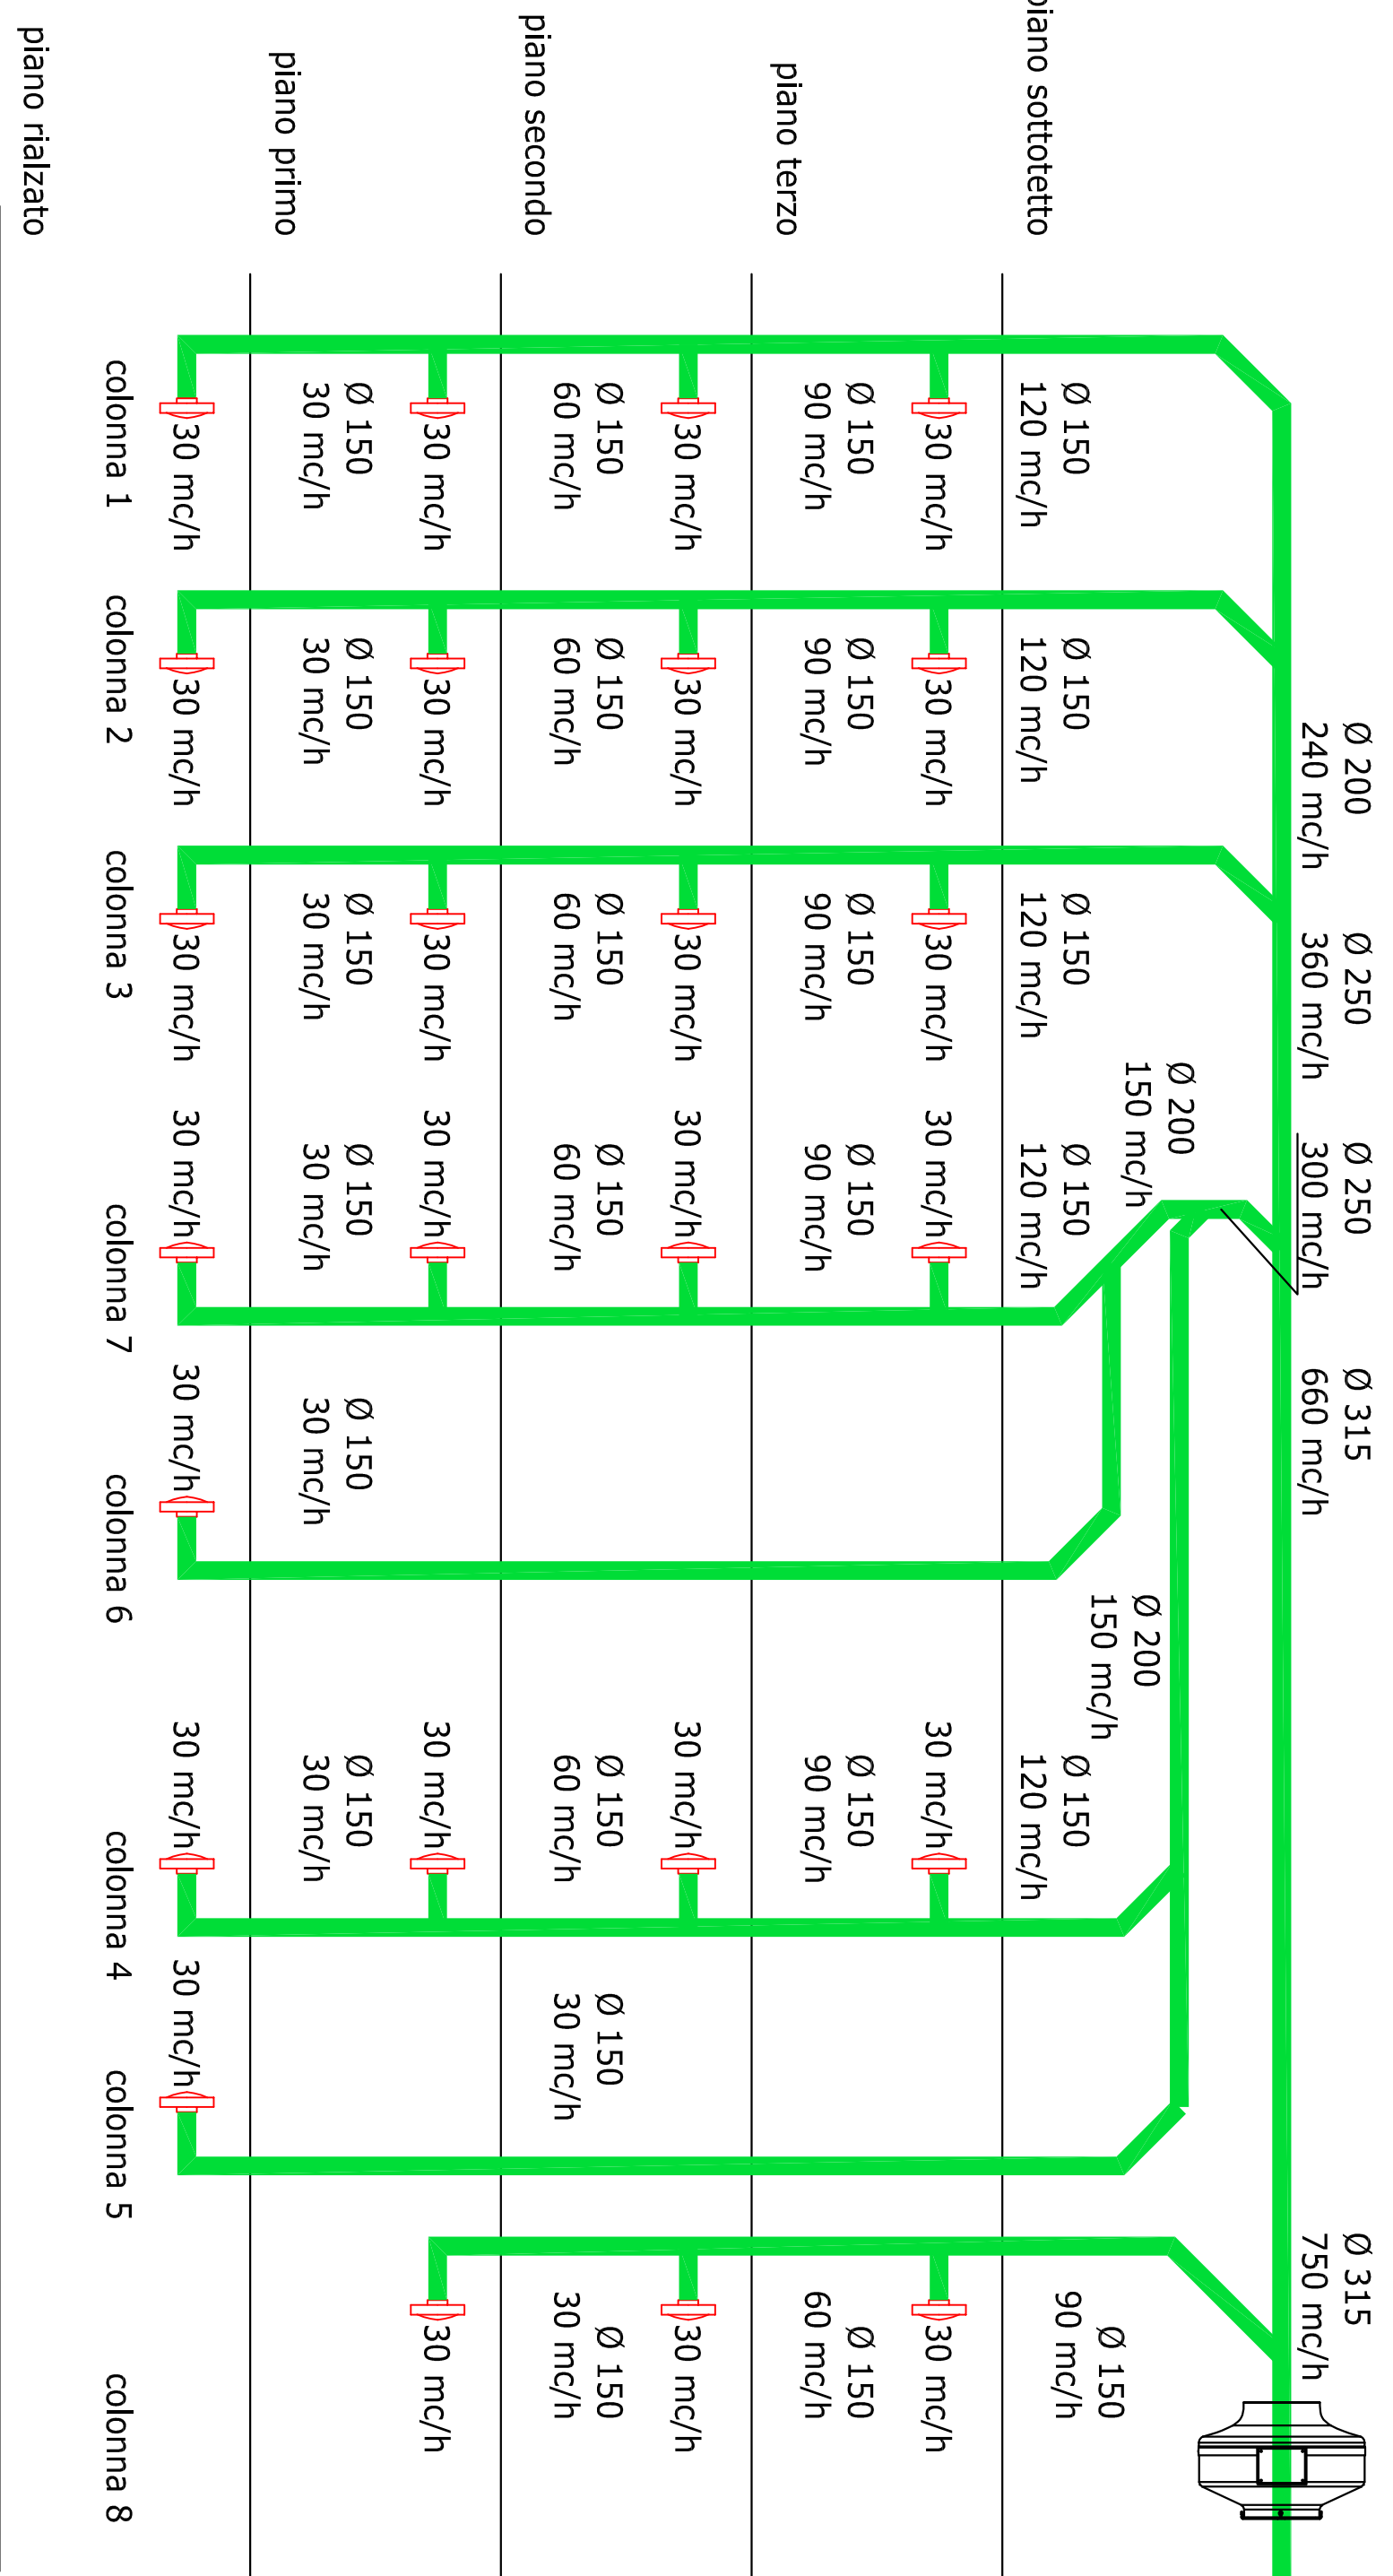 Ø 200
240 mc/h
Ø 250
360 mc/h
Ø 250
300 mc/h
Ø 315
660 mc/h
Ø 315
750 mc/h
Ø 200
150 mc/h
Ø 200
150 mc/h
piano sottotetto
Ø 150
120 mc/h
Ø 150
120 mc/h
Ø 150
120 mc/h
Ø 150
120 mc/h
Ø 150
120 mc/h
Ø 150
90 mc/h
30 mc/h
30 mc/h
30 mc/h
30 mc/h
30 mc/h
30 mc/h
piano terzo
Ø 150
90 mc/h
Ø 150
90 mc/h
Ø 150
90 mc/h
Ø 150
90 mc/h
Ø 150
90 mc/h
Ø 150
60 mc/h
30 mc/h
30 mc/h
30 mc/h
30 mc/h
30 mc/h
30 mc/h
piano secondo
Ø 150
60 mc/h
Ø 150
60 mc/h
Ø 150
60 mc/h
Ø 150
60 mc/h
Ø 150
60 mc/h
Ø 150
30 mc/h
Ø 150
30 mc/h
30 mc/h
30 mc/h
30 mc/h
30 mc/h
30 mc/h
30 mc/h
piano primo
Ø 150
30 mc/h
Ø 150
30 mc/h
Ø 150
30 mc/h
Ø 150
30 mc/h
Ø 150
30 mc/h
Ø 150
30 mc/h
30 mc/h
30 mc/h
30 mc/h
30 mc/h
30 mc/h
30 mc/h
30 mc/h
colonna 1
colonna 2
colonna 3
colonna 7
colonna 6
colonna 4
colonna 5
colonna 8
piano rialzato